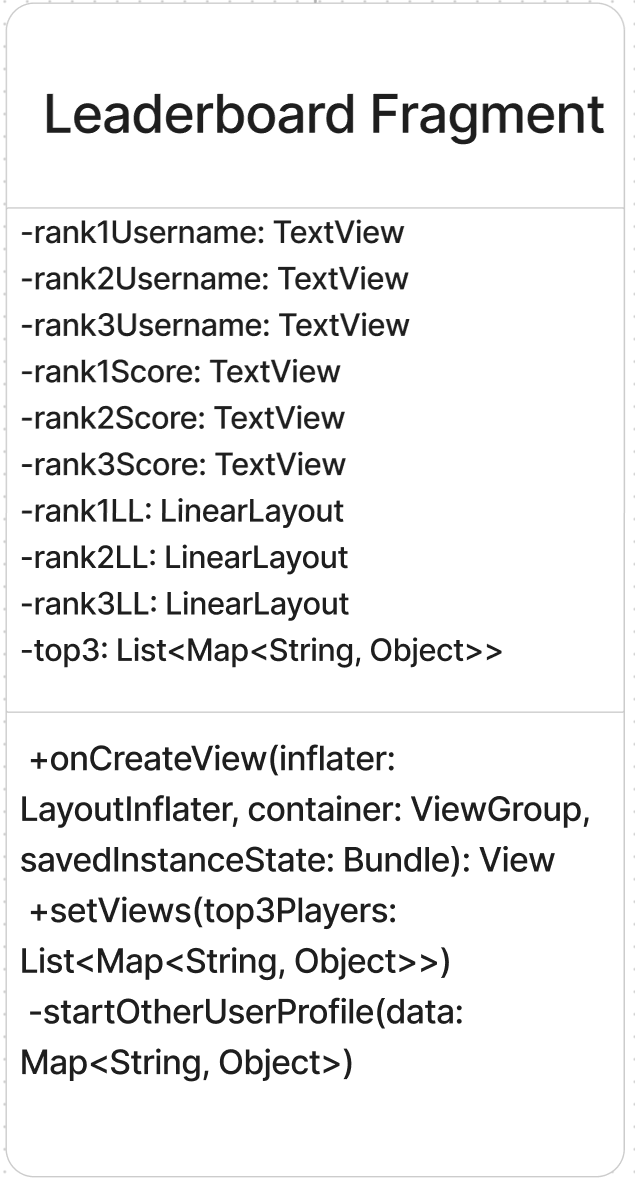 Leaderboard Fragment
-rank1Username: TextView
-rank2Username: TextView
-rank3Username: TextView
-rank1Score: TextView
-rank2Score: TextView
-rank3Score: TextView
-rank1LL: LinearLayout
-rank2LL: LinearLayout
-rank3LL: LinearLayout
-top3: List<Map<String, Object>>
+onCreateView(inflater:
LayoutInflater, container: ViewGroup,
savedInstanceState: Bundle): View
+setViews(top3Players:
List<Map<String, Object>>)
-startOtherUserProfile(data:
Map<String, Object>)